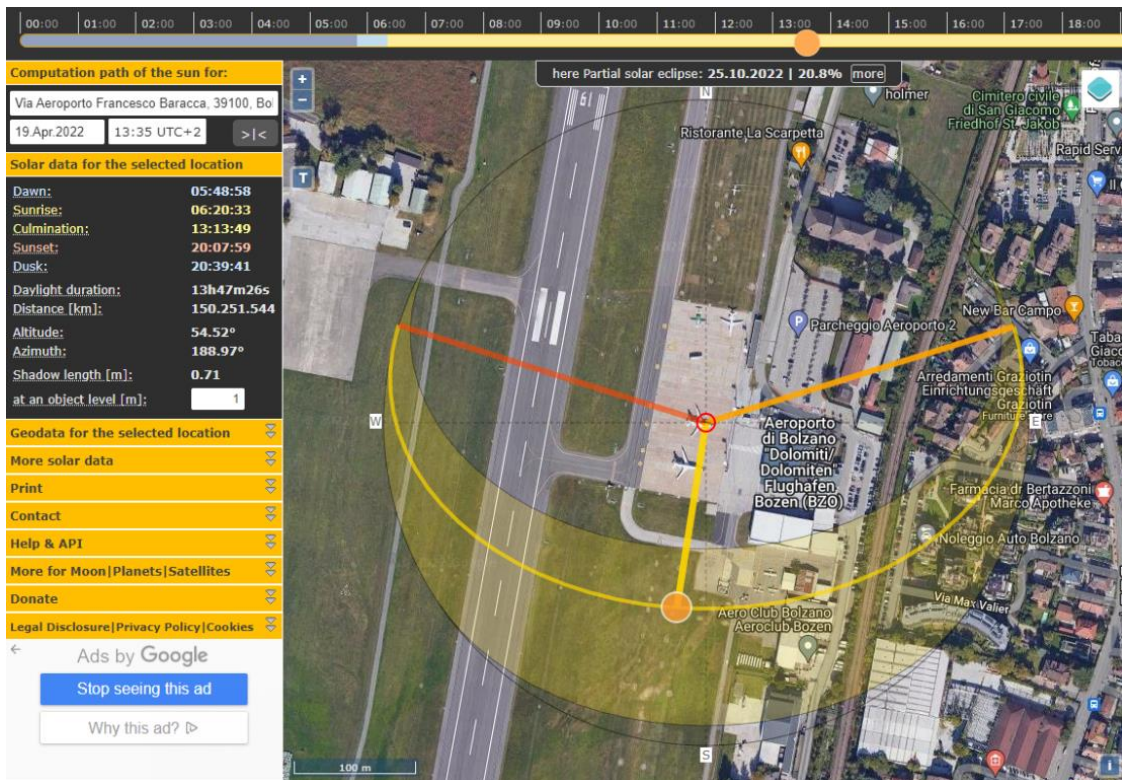 00:00 01:00 02:00 03:00 04:00 05:00 06:00 07:00 08:00 09:00 10:00 11:00 12:00 13:00 14:00 15:00 16:00 17:00 18:00
Computation path of the sun for:
Via Aeroporto Francesco Baracca, 39100, Bol
19.Apr.2022 13:35 UTC+2 >|<
Solar data for the selected location
Dawn: 05:48:58
Sunrise: 06:20:33
Culmination: 13:13:49
Sunset: 20:07:59
Dusk: 20:39:41
Daylight duration: 13h47m26s
Distance [km]: 150.251.544
Altitude: 54.52°
Azimuth: 188.97°
Shadow length [m]: 0.71
at an object level [m]: 1
Geodata for the selected location
More solar data
Print
Contact
Help & API
More for Moon|Planets|Satellites
Donate
Legal Disclosure|Privacy Policy|Cookies
Ads by Google
Stop seeing this ad
Why this ad?
+
−
T
here Partial solar eclipse: 25.10.2022 | 20.8% more
N
19
holmer
Cimitero civile
di San Giacomo
Friedhof St. Jakob
Ristorante La Scarpetta
Rapid Serv
Il
New Bar Campo
P
Parcheggio Aeroporto 2
Taba
Giaco
Tobacc
Arredamenti Graziotin
Einrichtungsgeschäft
Graziotin
Furniture store
W
E
Aeroporto
di Bolzano
"Dolomiti/
Dolomiten"
Flughafen
Bozen (BZO)
Farmacia dr Bertazzoni
Marco Apotheke
Noleggio Auto Bolzano
Via Max Valier
Aero Club Bolzano
Aeroclub Bozen
S
100 m
i